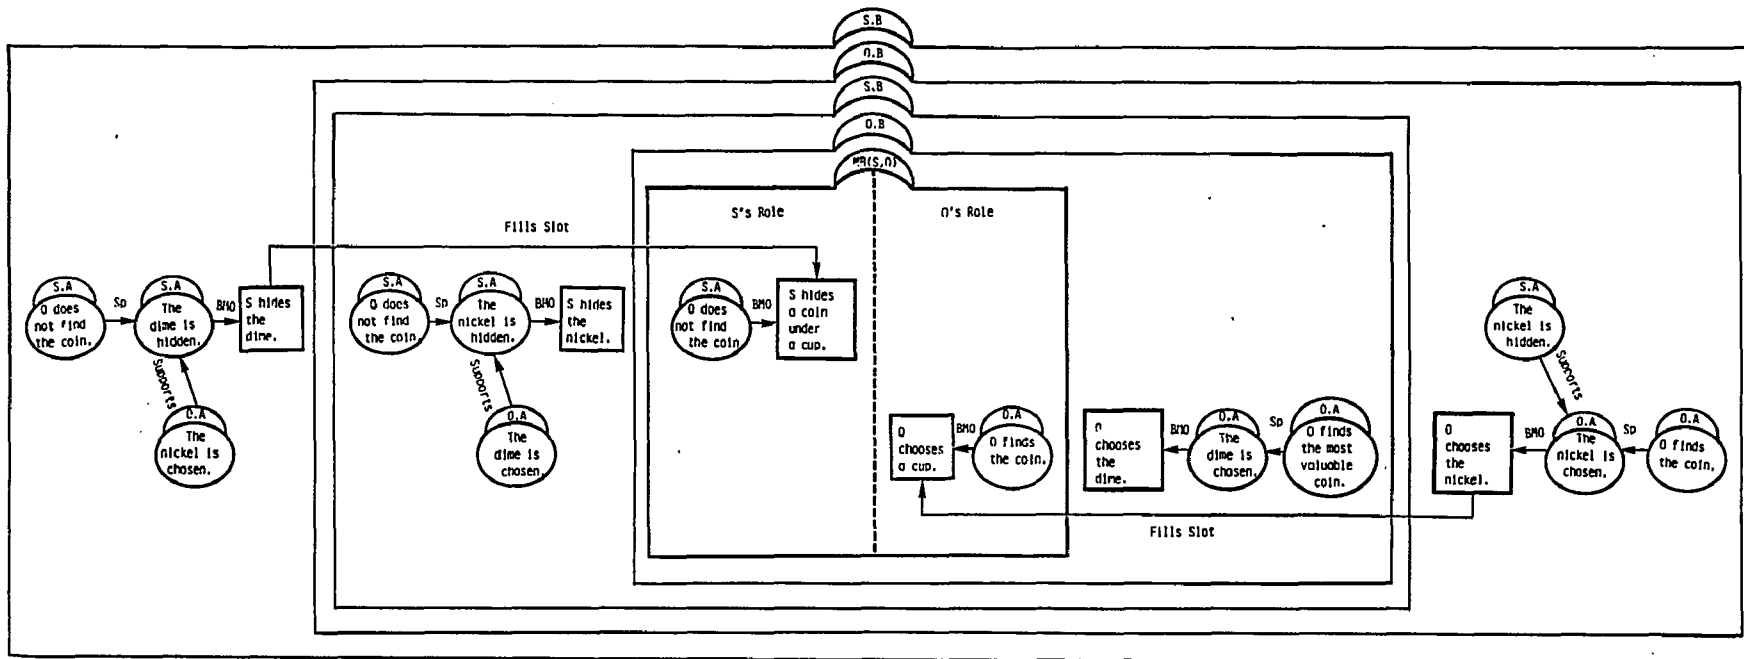 S.B
O.B
S.B
O.B
MB(S,O)
S's Role
O's Role
Fills Slot
S.A
O does
not find
the coin.
Sp
S.A
The
dime is
hidden.
BMO
S hides
the
dime.
Supports
O.A
The
nickel is
chosen.
S.A
O does
not find
the coin.
Sp
S.A
The
nickel is
hidden.
BMO
S hides
the
nickel.
Supports
O.A
The
dime is
chosen.
S.A
O does
not find
the coin
BMO
S hides
a coin
under
a cup.
O
chooses
a cup.
BMO
O.A
O finds
the coin.
O
chooses
the
dime.
BMO
O.A
The
dime is
chosen.
Sp
O.A
O finds
the most
valuable
coin.
S.A
The
nickel is
hidden.
Supports
O
chooses
the
nickel.
BMO
O.A
The
nickel is
chosen.
Sp
O.A
O finds
the coin.
Fills Slot